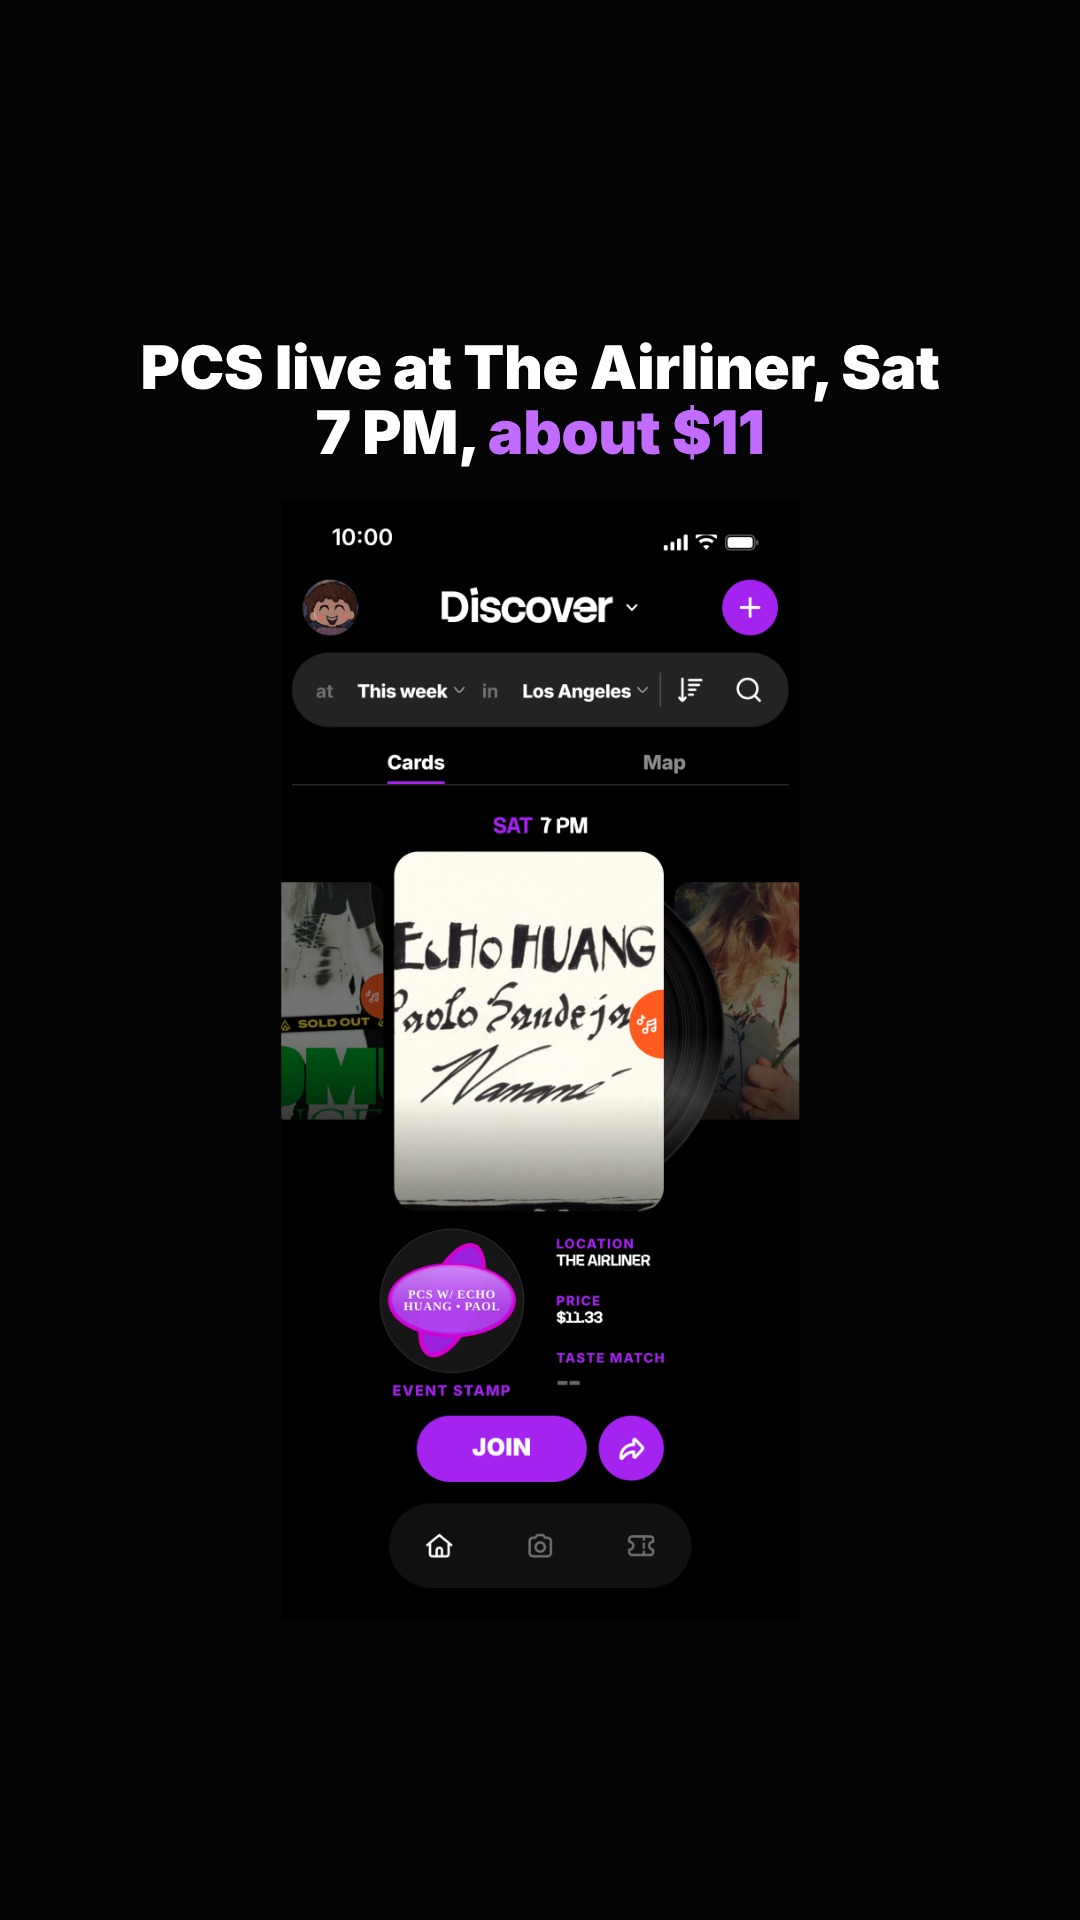 PCS live at The Airliner, Sat
7 PM, about $11
10:00
Discover
at This week in Los Angeles
Cards Map
SAT 7 PM
EcHo HUANG
Paolo Sandeja
Nanané
SOLD OUT
PCS W/ ECHO
HUANG • PAOL
EVENT STAMP
LOCATION
THE AIRLINER
PRICE
$11.33
TASTE MATCH
--
JOIN